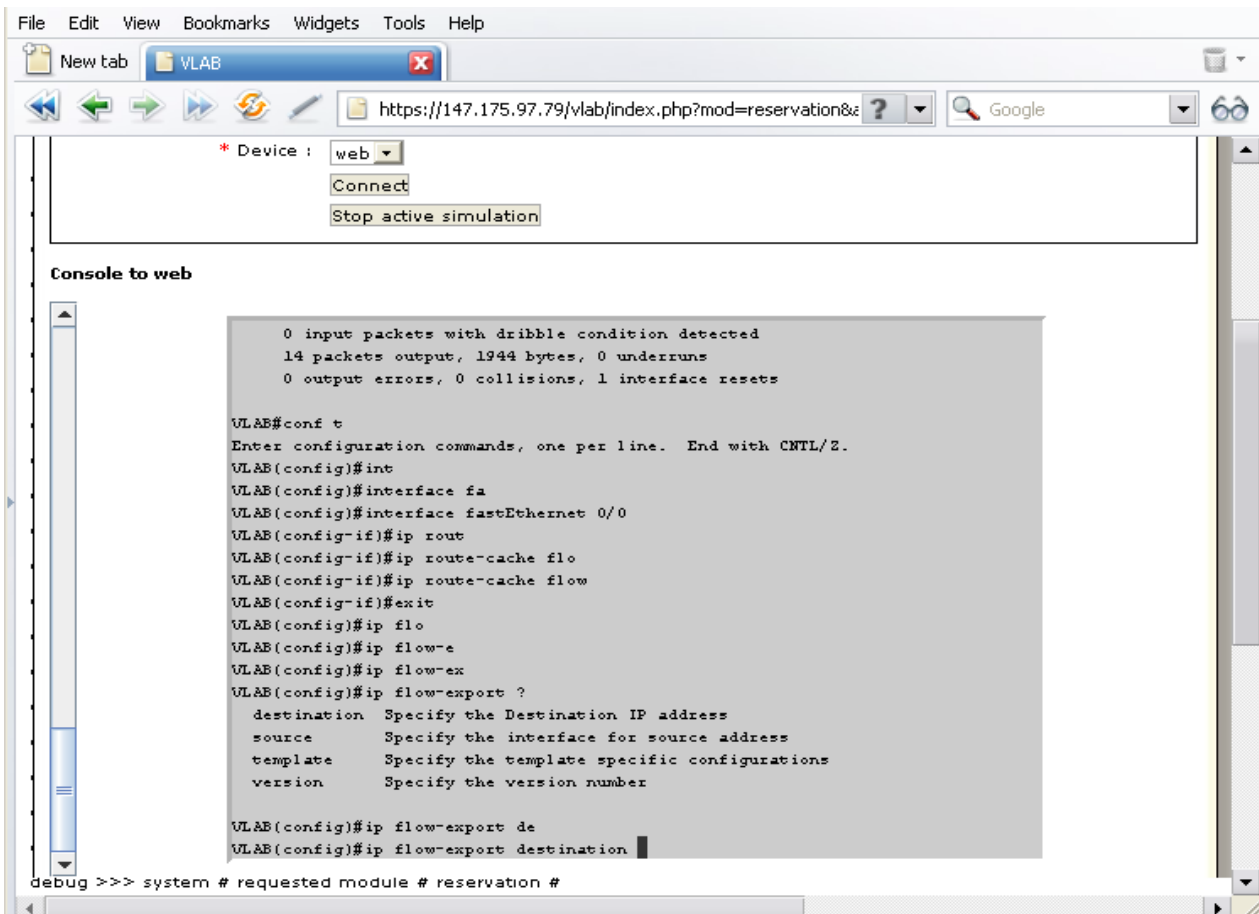 File Edit View Bookmarks Widgets Tools Help
New tab VLAB
https://147.175.97.79/vlab/index.php?mod=reservation&a ? Google
* Device : web
Connect
Stop active simulation
Console to web
0 input packets with dribble condition detected
14 packets output, 1944 bytes, 0 underruns
0 output errors, 0 collisions, 1 interface resets
VLAB#conf t
Enter configuration commands, one per line. End with CNTL/Z.
VLAB(config)#int
VLAB(config)#interface fa
VLAB(config)#interface fastEthernet 0/0
VLAB(config-if)#ip rout
VLAB(config-if)#ip route-cache flo
VLAB(config-if)#ip route-cache flow
VLAB(config-if)#exit
VLAB(config)#ip flo
VLAB(config)#ip flow-e
VLAB(config)#ip flow-ex
VLAB(config)#ip flow-export ?
destination Specify the Destination IP address
source Specify the interface for source address
template Specify the template specific configurations
version Specify the version number
VLAB(config)#ip flow-export de
VLAB(config)#ip flow-export destination
debug >>> system # requested module # reservation #